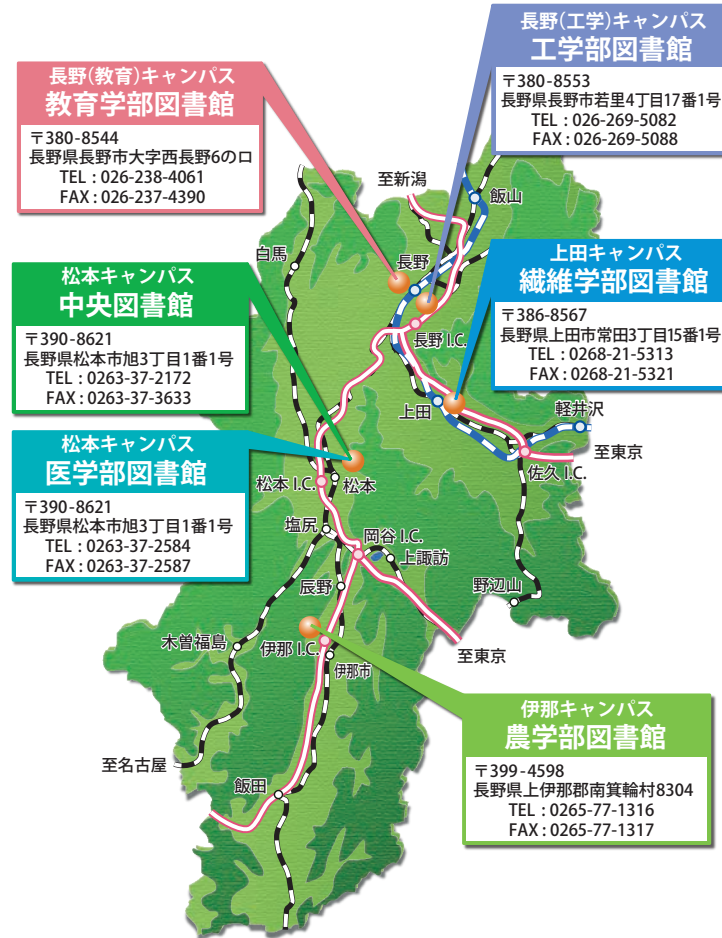 長野(工学)キャンパス
工学部図書館
〒380-8553
長野県長野市若里4丁目17番1号
TEL : 026-269-5082
FAX : 026-269-5088
長野(教育)キャンパス
教育学部図書館
〒380-8544
長野県長野市大字西長野6のロ
TEL : 026-238-4061
FAX : 026-237-4390
至新潟
飯山
白馬
長野
長野 I.C.
上田キャンパス
繊維学部図書館
〒386-8567
長野県上田市常田3丁目15番1号
TEL : 0268-21-5313
FAX : 0268-21-5321
松本キャンパス
中央図書館
〒390-8621
長野県松本市旭3丁目1番1号
TEL : 0263-37-2172
FAX : 0263-37-3633
上田
軽井沢
至東京
佐久 I.C.
松本キャンパス
医学部図書館
〒390-8621
長野県松本市旭3丁目1番1号
TEL : 0263-37-2584
FAX : 0263-37-2587
松本 I.C.
松本
塩尻
岡谷 I.C.
上諏訪
辰野
野辺山
木曽福島
伊那 I.C.
伊那市
至東京
至名古屋
飯田
伊那キャンパス
農学部図書館
〒399-4598
長野県上伊那郡南箕輪村8304
TEL : 0265-77-1316
FAX : 0265-77-1317